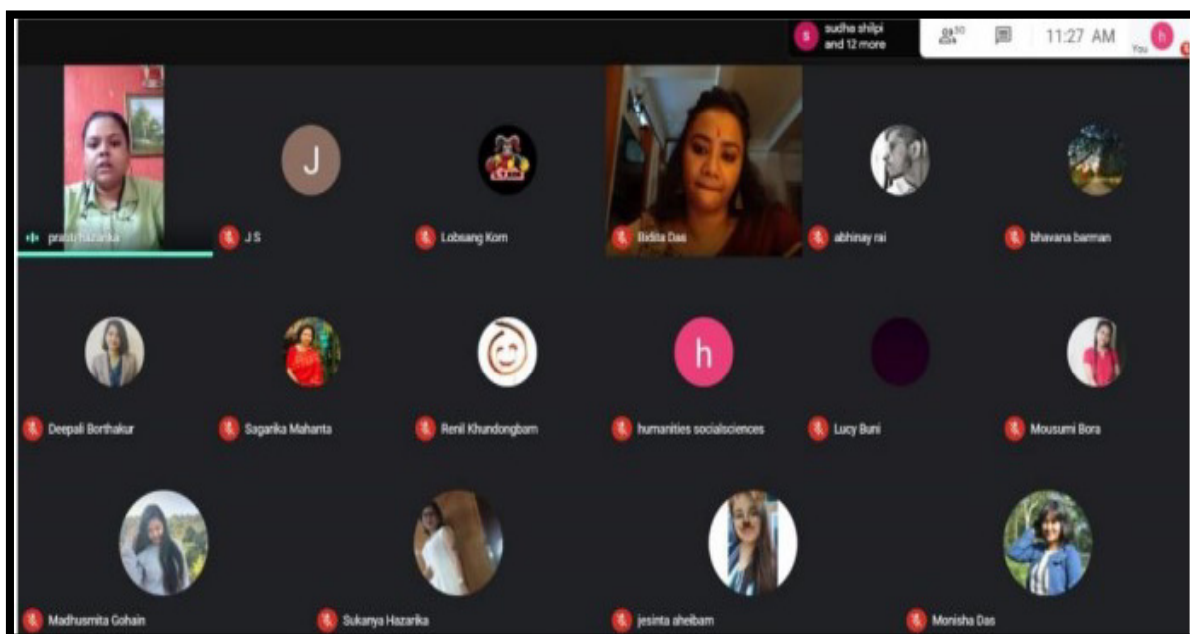 s sudha shilpi
and 12 more
30
11:27 AM
You
h
J
hazarika
J S
Lobsang Kom
Bidita Das
abhinay rai
bhavana barman
h
Deepali Borthakur
Sagarika Mahanta
Renil Khundongbam
humanities socialsciences
Lucy Buni
Mousumi Bora
Madhusmita Gohain
Sukanya Hazarika
jesinta aheibam
Monisha Das